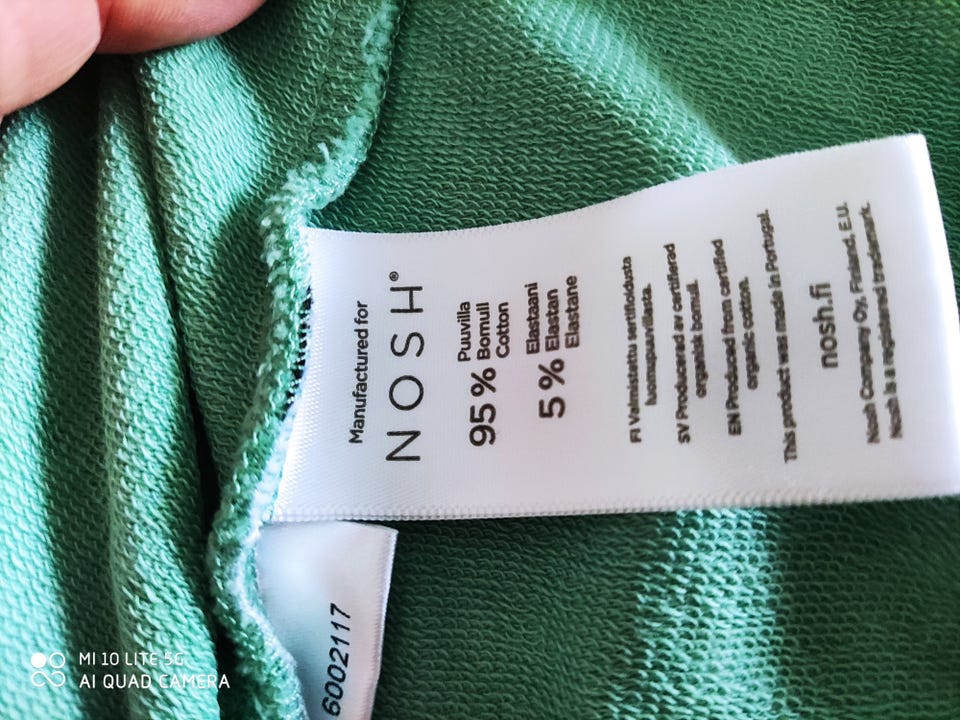 Manufactured for
NOSH®
95 % Puuvilla
Bomull
Cotton
5 % Elastaani
Elastan
Elastane
FI Valmistettu sertifioidusta
luomupuuvillasta.
SV Producerad av certifierad
organisk bomull.
EN Produced from certified
organic cotton.
This product was made in Portugal.
nosh.fi
Nosh Company Oy, Finland, E.U.
Nosh is a registered trademark.
6002117
MI 10 LITE 5G
AI QUAD CAMERA